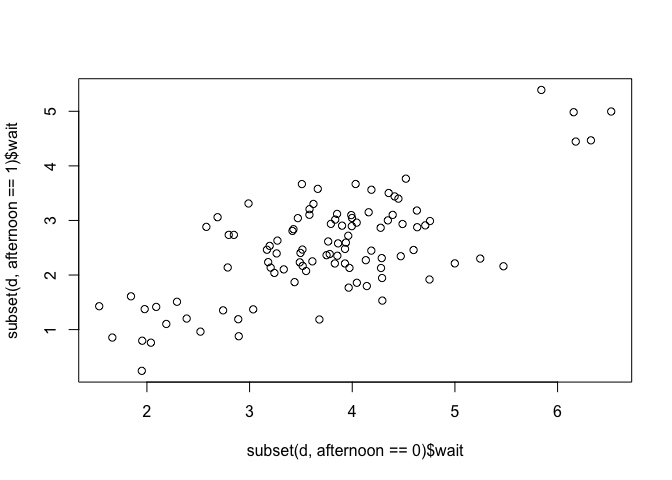 5
4
3
2
1
subset(d, afternoon == 1)$wait
2 3 4 5 6
subset(d, afternoon == 0)$wait